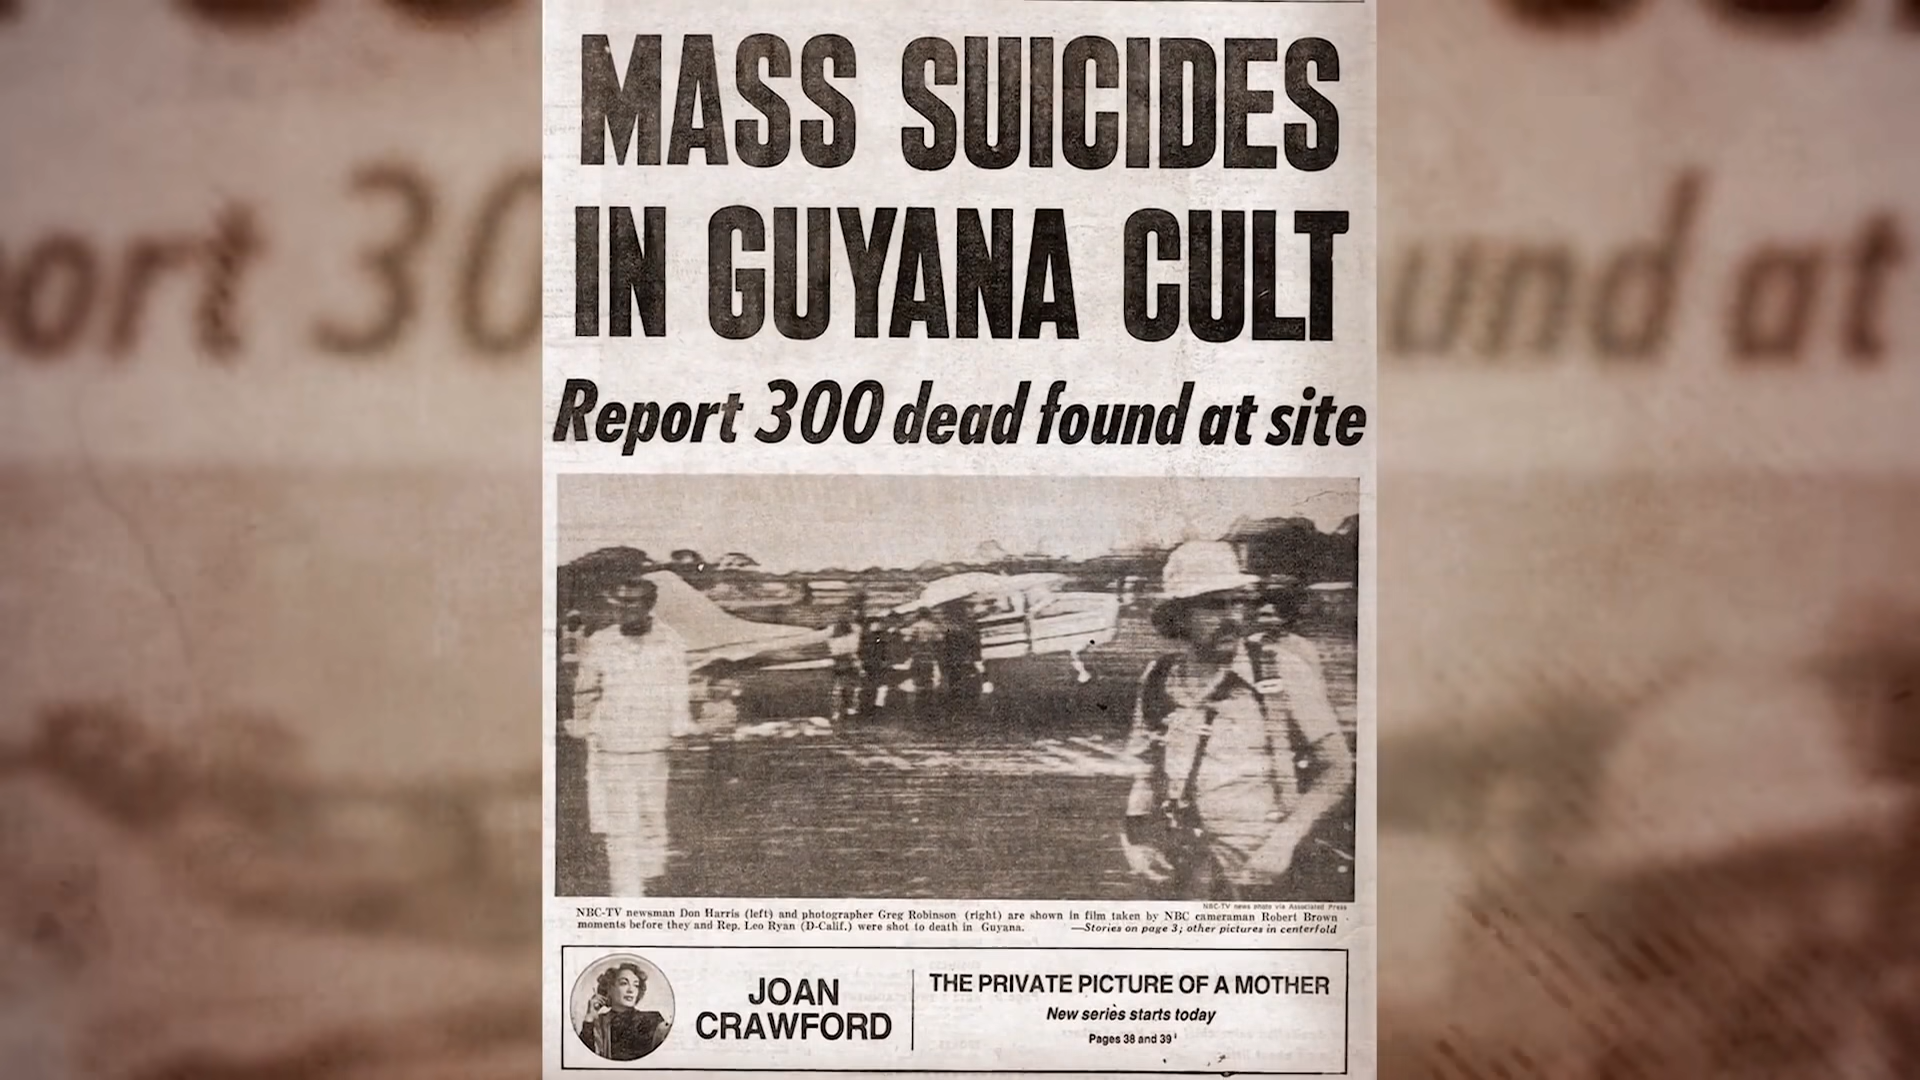 MASS SUICIDES
IN GUYANA CULT
Report 300 dead found at site
NBC-TV news photo via Associated Press
NBC-TV newsman Don Harris (left) and photographer Greg Robinson (right) are shown in film taken by NBC cameraman Robert Brown
moments before they and Rep. Leo Ryan (D-Calif.) were shot to death in Guyana. —Stories on page 3; other pictures in centerfold
JOAN
CRAWFORD
THE PRIVATE PICTURE OF A MOTHER
New series starts today
Pages 38 and 39
ort 30
und at